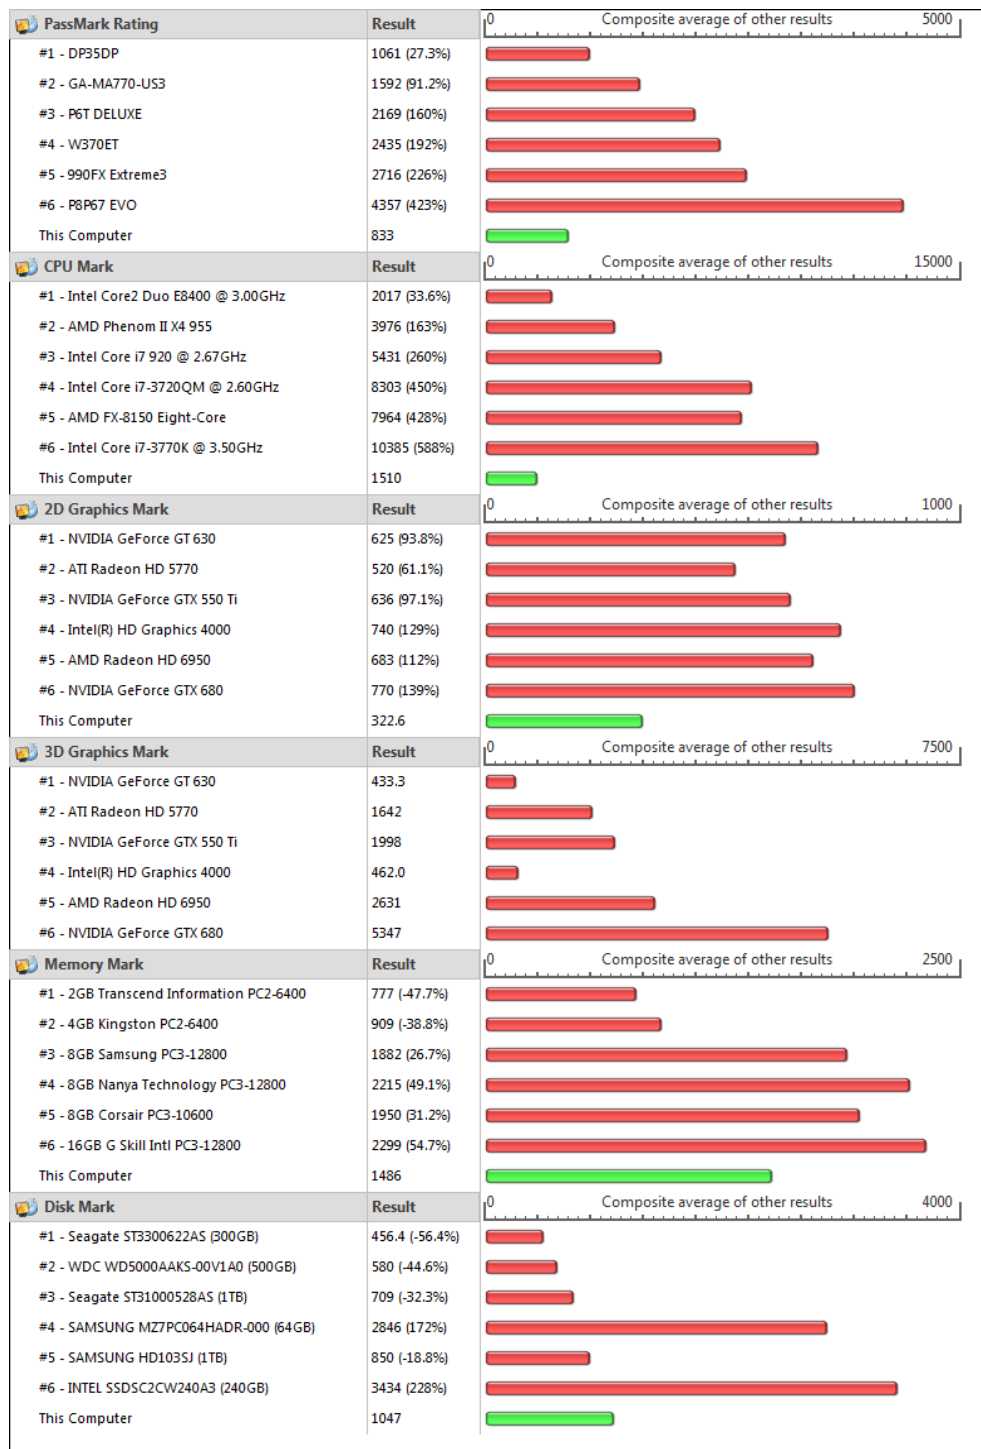 PassMark Rating Result 0 Composite average of other results 5000
#1 - DP35DP 1061 (27.3%)
#2 - GA-MA770-US3 1592 (91.2%)
#3 - P6T DELUXE 2169 (160%)
#4 - W370ET 2435 (192%)
#5 - 990FX Extreme3 2716 (226%)
#6 - P8P67 EVO 4357 (423%)
This Computer 833
CPU Mark Result 0 Composite average of other results 15000
#1 - Intel Core2 Duo E8400 @ 3.00GHz 2017 (33.6%)
#2 - AMD Phenom II X4 955 3976 (163%)
#3 - Intel Core i7 920 @ 2.67GHz 5431 (260%)
#4 - Intel Core i7-3720QM @ 2.60GHz 8303 (450%)
#5 - AMD FX-8150 Eight-Core 7964 (428%)
#6 - Intel Core i7-3770K @ 3.50GHz 10385 (588%)
This Computer 1510
2D Graphics Mark Result 0 Composite average of other results 1000
#1 - NVIDIA GeForce GT 630 625 (93.8%)
#2 - ATI Radeon HD 5770 520 (61.1%)
#3 - NVIDIA GeForce GTX 550 Ti 636 (97.1%)
#4 - Intel(R) HD Graphics 4000 740 (129%)
#5 - AMD Radeon HD 6950 683 (112%)
#6 - NVIDIA GeForce GTX 680 770 (139%)
This Computer 322.6
3D Graphics Mark Result 0 Composite average of other results 7500
#1 - NVIDIA GeForce GT 630 433.3
#2 - ATI Radeon HD 5770 1642
#3 - NVIDIA GeForce GTX 550 Ti 1998
#4 - Intel(R) HD Graphics 4000 462.0
#5 - AMD Radeon HD 6950 2631
#6 - NVIDIA GeForce GTX 680 5347
Memory Mark Result 0 Composite average of other results 2500
#1 - 2GB Transcend Information PC2-6400 777 (-47.7%)
#2 - 4GB Kingston PC2-6400 909 (-38.8%)
#3 - 8GB Samsung PC3-12800 1882 (26.7%)
#4 - 8GB Nanya Technology PC3-12800 2215 (49.1%)
#5 - 8GB Corsair PC3-10600 1950 (31.2%)
#6 - 16GB G Skill Intl PC3-12800 2299 (54.7%)
This Computer 1486
Disk Mark Result 0 Composite average of other results 4000
#1 - Seagate ST3300622AS (300GB) 456.4 (-56.4%)
#2 - WDC WD5000AAKS-00V1A0 (500GB) 580 (-44.6%)
#3 - Seagate ST31000528AS (1TB) 709 (-32.3%)
#4 - SAMSUNG MZ7PC064HADR-000 (64GB) 2846 (172%)
#5 - SAMSUNG HD103SJ (1TB) 850 (-18.8%)
#6 - INTEL SSDSC2CW240A3 (240GB) 3434 (228%)
This Computer 1047